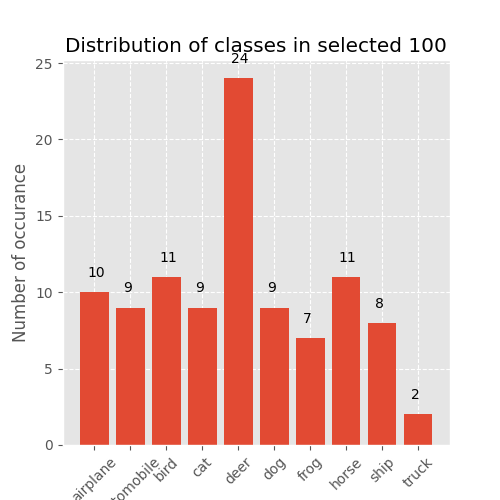 Distribution of classes in selected 100
24
25
20
15
10
5
0
Number of occurance
10
9
11
9
9
7
11
8
2
airplane
tomobile
bird
cat
deer
dog
frog
horse
ship
truck